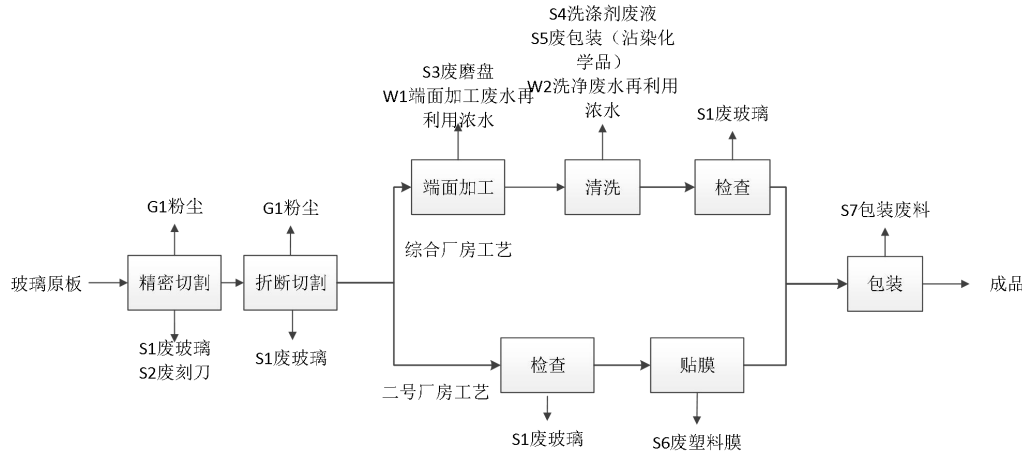 S4洗涤剂废液
S5废包装（沾染化
学品）
W2洗净废水再利用
浓水
S3废磨盘
W1端面加工废水再
利用浓水
S1废玻璃
端面加工
清洗
检查
G1粉尘
G1粉尘
S7包装废料
综合厂房工艺
玻璃原板
精密切割
折断切割
包装
成品
S1废玻璃
S2废刻刀
S1废玻璃
检查
贴膜
二号厂房工艺
S1废玻璃
S6废塑料膜